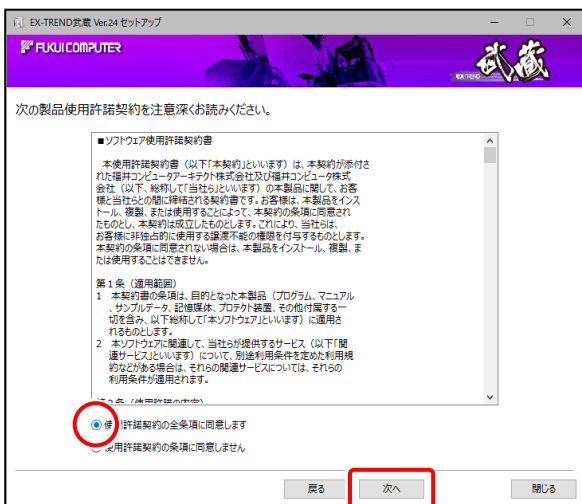 EX-TREND武蔵 Ver.24 セットアップ
FUKUI COMPUTER
EX-TREND 武蔵
次の製品使用許諾契約を注意深くお読みください。
■ソフトウェア使用許諾契約書
本使用許諾契約書（以下「本契約」といいます）は、本契約が添付さ
れた福井コンピュータアーキテクト株式会社及び福井コンピュータ株式
会社（以下、総称して「当社ら」といいます）の本製品に関して、お客
様と当社らとの間に締結される契約書です。お客様は、本製品をインス
トール、複製、または使用することによって、本契約の条項に同意され
たものとし、本契約は成立したものとします。これにより、当社らは、
お客様に非独占的に使用する譲渡不能の権限を付与するものとします。
本契約の条項に同意されない場合は、本製品をインストール、複製、ま
たは使用することはできません。
第１条（適用範囲）
1 本契約書の条項は、目的となった本製品（プログラム、マニュアル
、サンプルデータ、記憶媒体、プロテクト装置、その他付属する一
切を含み、以下総称して「本ソフトウェア」といいます）に適用さ
れるものとします。
2 本ソフトウェアに関連して、当社らが提供するサービス（以下「関
連サービス」といいます）について、別途利用条件を定めた利用規
約などがある場合は、それらの関連サービスについては、それらの
利用条件が適用されます。
第２条（使用許諾の内容）
使用許諾契約の全条項に同意します
使用許諾契約の条項に同意しません
戻る
次へ
閉じる